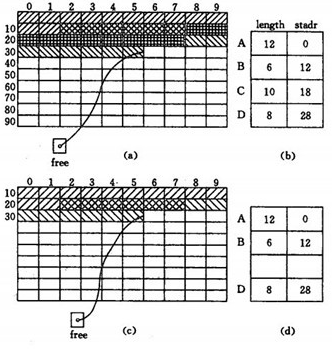 0 1 2 3 4 5 6 7 8 9
10
20
30
40
50
60
70
80
90
free
(a)
length stadr
A 12 0
B 6 12
C 10 18
D 8 28
(b)
0 1 2 3 4 5 6 7 8 9
10
20
30
free
(c)
A 12 0
B 6 12
D 8 28
(d)